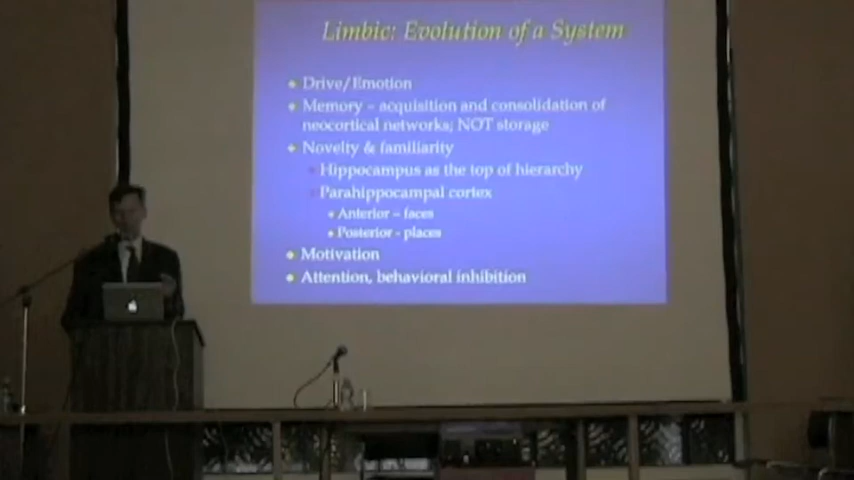 Limbic: Evolution of a System
Drive/Emotion
Memory – acquisition and consolidation of
neocortical networks; NOT storage
Novelty & familiarity
Hippocampus as the top of hierarchy
Parahippocampal cortex
Anterior – faces
Posterior - places
Motivation
Attention, behavioral inhibition